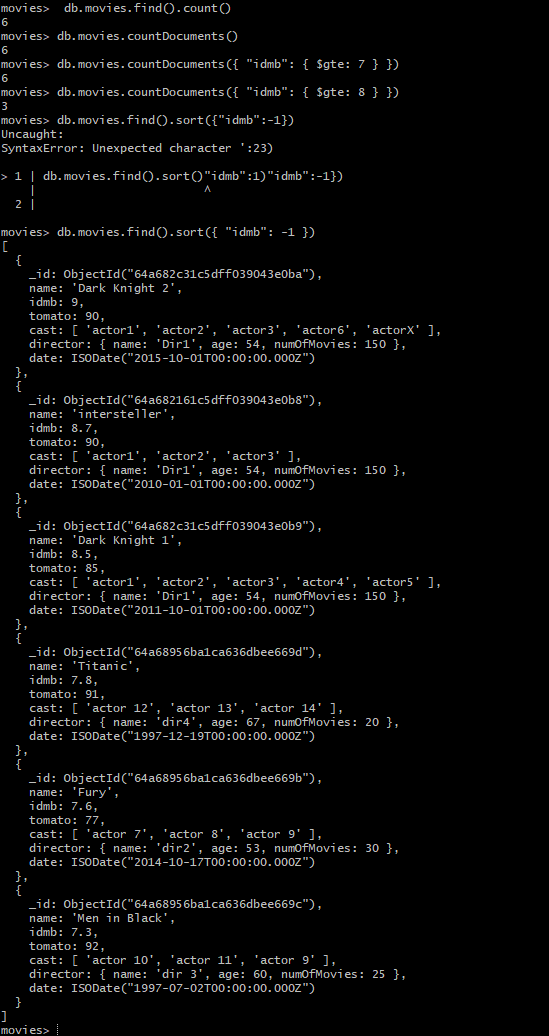 movies>  db.movies.find().count()
6
movies> db.movies.countDocuments()
6
movies> db.movies.countDocuments({ "idmb": { $gte: 7 } })
6
movies> db.movies.countDocuments({ "idmb": { $gte: 8 } })
3
movies> db.movies.find().sort({"idmb":-1})
Uncaught:
SyntaxError: Unexpected character ':23)

> 1 | db.movies.find().sort()"idmb":1)"idmb":-1})
    |                        ^
  2 |

movies> db.movies.find().sort({ "idmb": -1 })
[
  {
    _id: ObjectId("64a682c31c5dff039043e0ba"),
    name: 'Dark Knight 2',
    idmb: 9,
    tomato: 90,
    cast: [ 'actor1', 'actor2', 'actor3', 'actor6', 'actorX' ],
    director: { name: 'Dir1', age: 54, numOfMovies: 150 },
    date: ISODate("2015-10-01T00:00:00.000Z")
  },
  {
    _id: ObjectId("64a682161c5dff039043e0b8"),
    name: 'intersteller',
    idmb: 8.7,
    tomato: 90,
    cast: [ 'actor1', 'actor2', 'actor3' ],
    director: { name: 'Dir1', age: 54, numOfMovies: 150 },
    date: ISODate("2010-01-01T00:00:00.000Z")
  },
  {
    _id: ObjectId("64a682c31c5dff039043e0b9"),
    name: 'Dark Knight 1',
    idmb: 8.5,
    tomato: 85,
    cast: [ 'actor1', 'actor2', 'actor3', 'actor4', 'actor5' ],
    director: { name: 'Dir1', age: 54, numOfMovies: 150 },
    date: ISODate("2011-10-01T00:00:00.000Z")
  },
  {
    _id: ObjectId("64a68956ba1ca636dbee669d"),
    name: 'Titanic',
    idmb: 7.8,
    tomato: 91,
    cast: [ 'actor 12', 'actor 13', 'actor 14' ],
    director: { name: 'dir4', age: 67, numOfMovies: 20 },
    date: ISODate("1997-12-19T00:00:00.000Z")
  },
  {
    _id: ObjectId("64a68956ba1ca636dbee669b"),
    name: 'Fury',
    idmb: 7.6,
    tomato: 77,
    cast: [ 'actor 7', 'actor 8', 'actor 9' ],
    director: { name: 'dir2', age: 53, numOfMovies: 30 },
    date: ISODate("2014-10-17T00:00:00.000Z")
  },
  {
    _id: ObjectId("64a68956ba1ca636dbee669c"),
    name: 'Men in Black',
    idmb: 7.3,
    tomato: 92,
    cast: [ 'actor 10', 'actor 11', 'actor 9' ],
    director: { name: 'dir 3', age: 60, numOfMovies: 25 },
    date: ISODate("1997-07-02T00:00:00.000Z")
  }
]
movies>